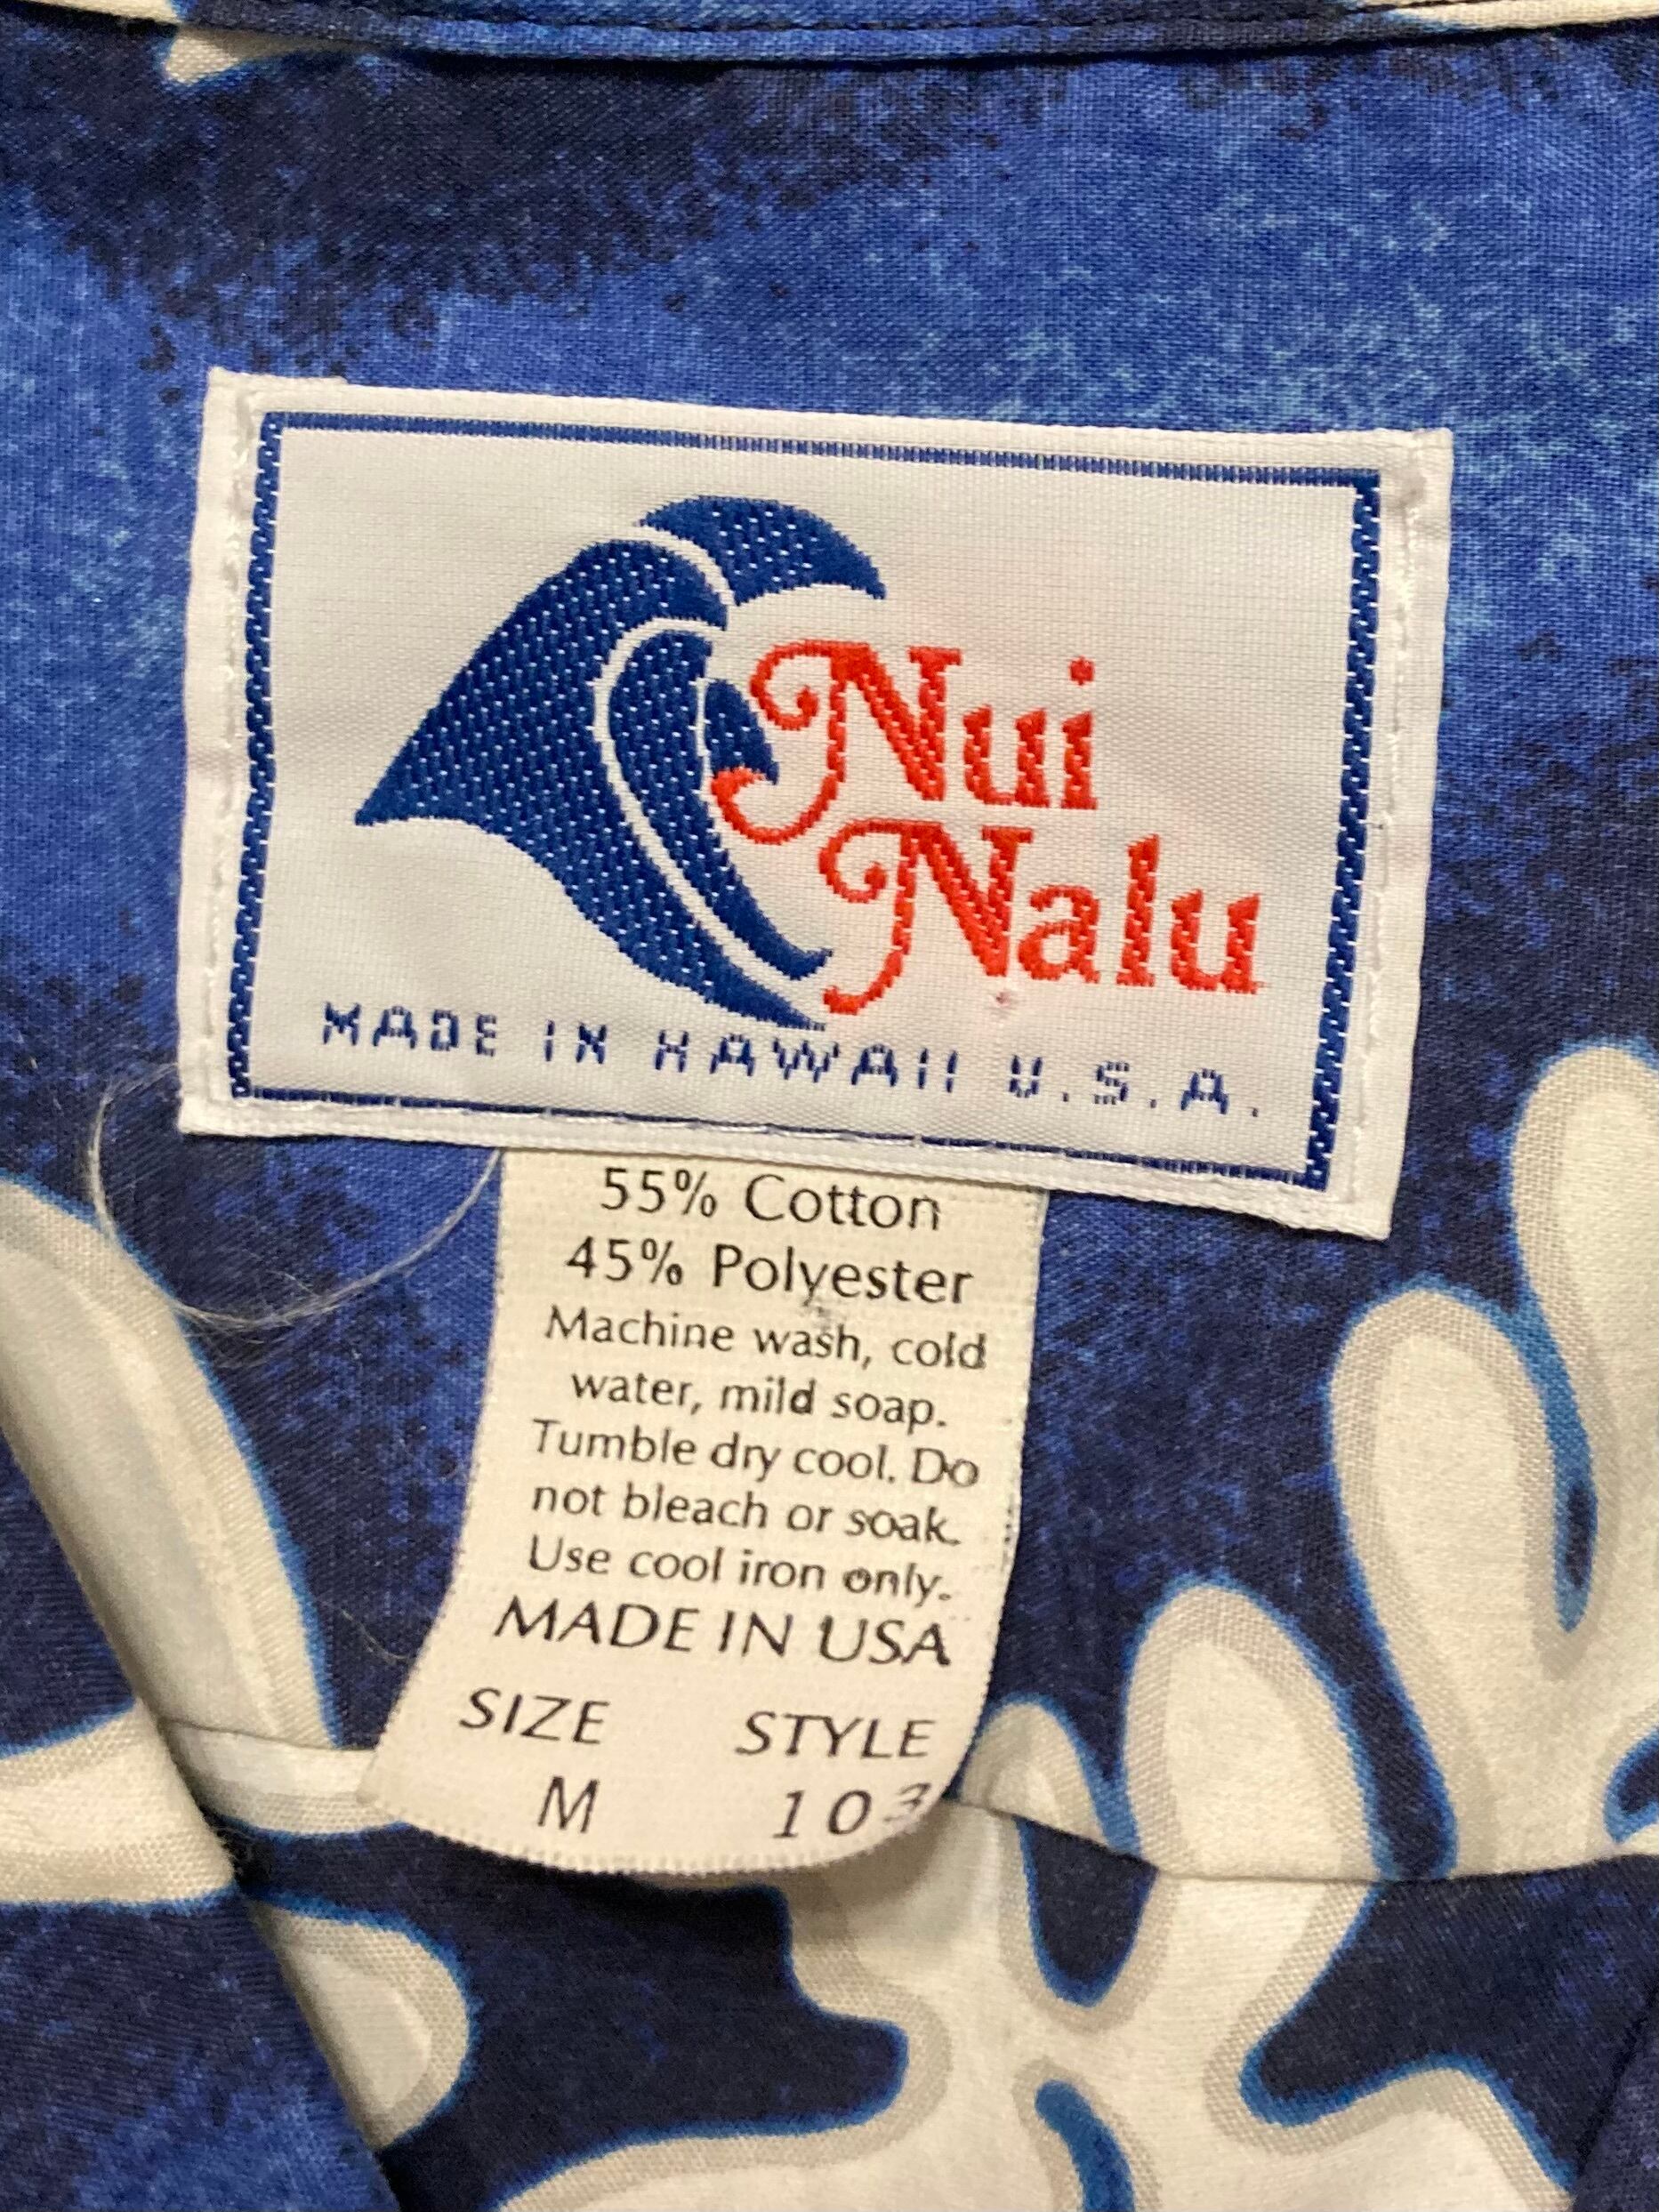 Nui
Nalu
MADE IN HAWAII U.S.A.
55% Cotton
45% Polyester
Machine wash, cold
water, mild soap.
Tumble dry cool. Do
not bleach or soak.
Use cool iron only.
MADE IN USA
SIZE STYLE
M 103